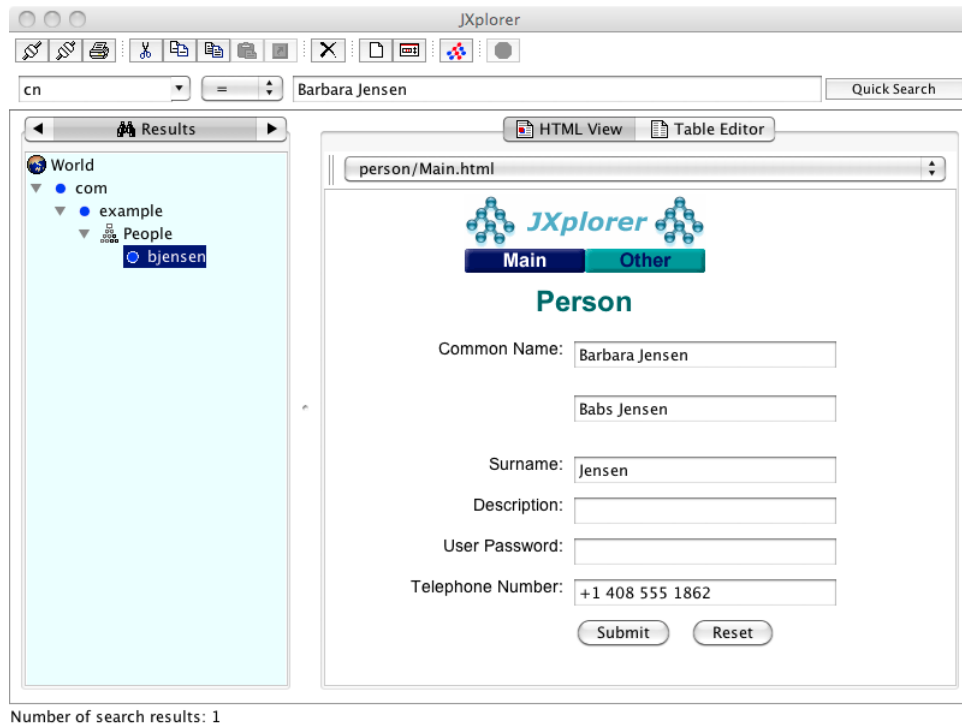 JXplorer
cn = Barbara Jensen Quick Search
Results
World
com
example
People
bjensen
HTML View Table Editor
person/Main.html
JXplorer
Main Other
Person
Common Name: Barbara Jensen
Babs Jensen
Surname: Jensen
Description:
User Password:
Telephone Number: +1 408 555 1862
Submit Reset
Number of search results: 1